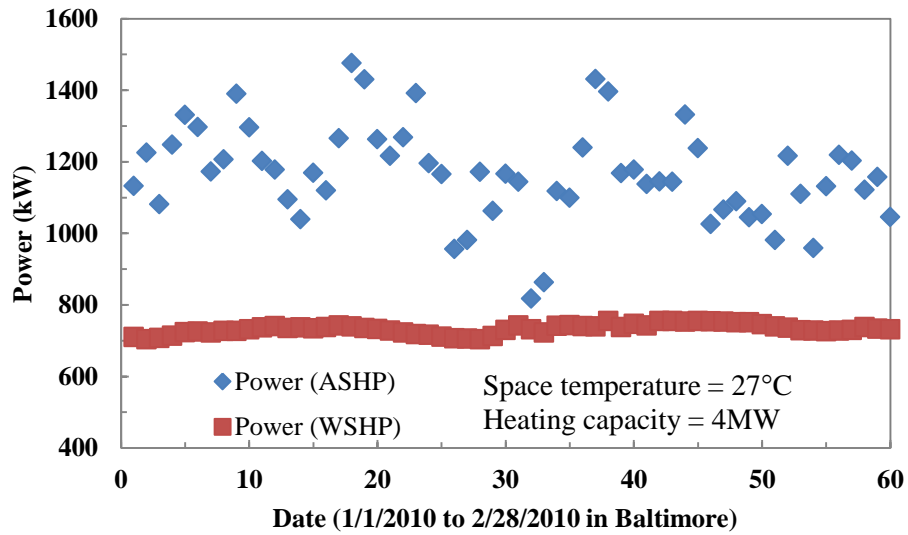 1600
1400
1200
1000
800
600
400
Power (kW)
Power (ASHP)
Power (WSHP)
Space temperature = 27°C
Heating capacity = 4MW
0 10 20 30 40 50 60
Date (1/1/2010 to 2/28/2010 in Baltimore)